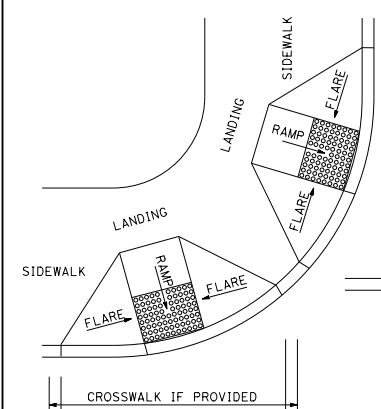 SIDEWALK
FLARE
LANDING
RAMP
FLARE
LANDING
SIDEWALK
RAMP
FLARE
FLARE
CROSSWALK IF PROVIDED